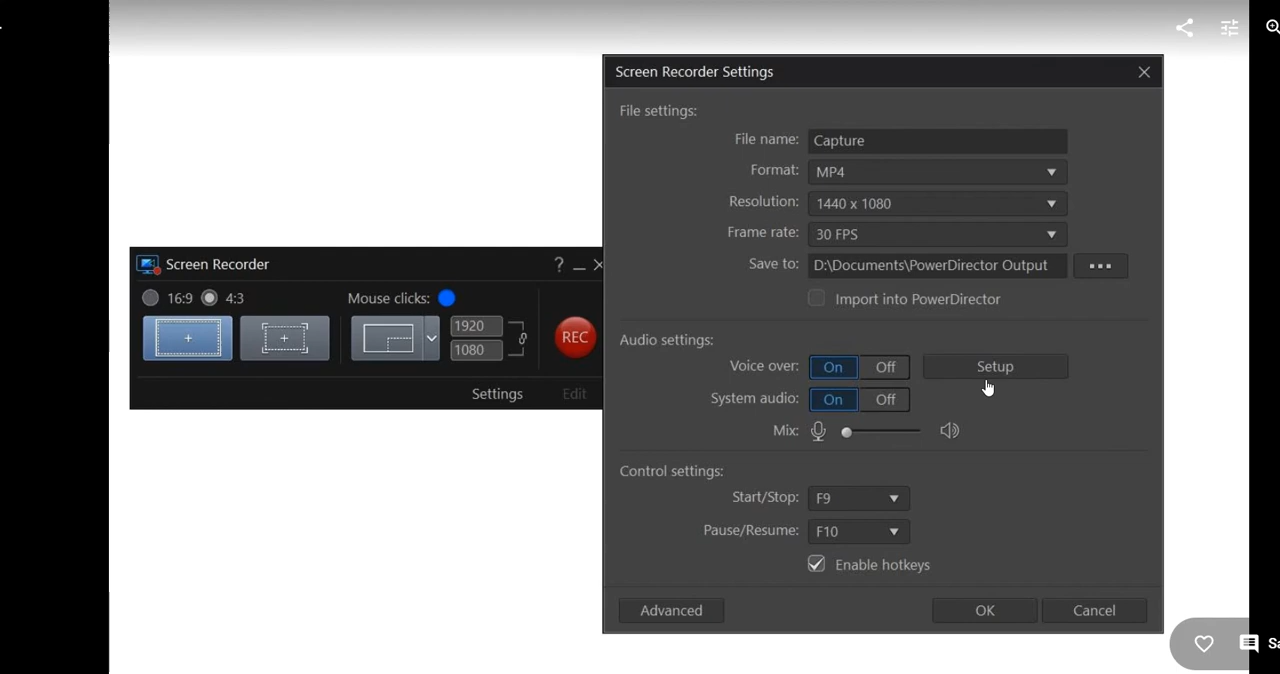 Screen Recorder Settings
File settings:
File name: Capture
Format: MP4
Resolution: 1440 x 1080
Frame rate: 30 FPS
Save to: D:\Documents\PowerDirector Output ...
Import into PowerDirector
Audio settings:
Voice over: On Off Setup
System audio: On Off
Mix:
Control settings:
Start/Stop: F9
Pause/Resume: F10
Enable hotkeys
Advanced OK Cancel
Screen Recorder ?
16:9 4:3 Mouse clicks:
1920
1080
REC
Settings Edit
Sa